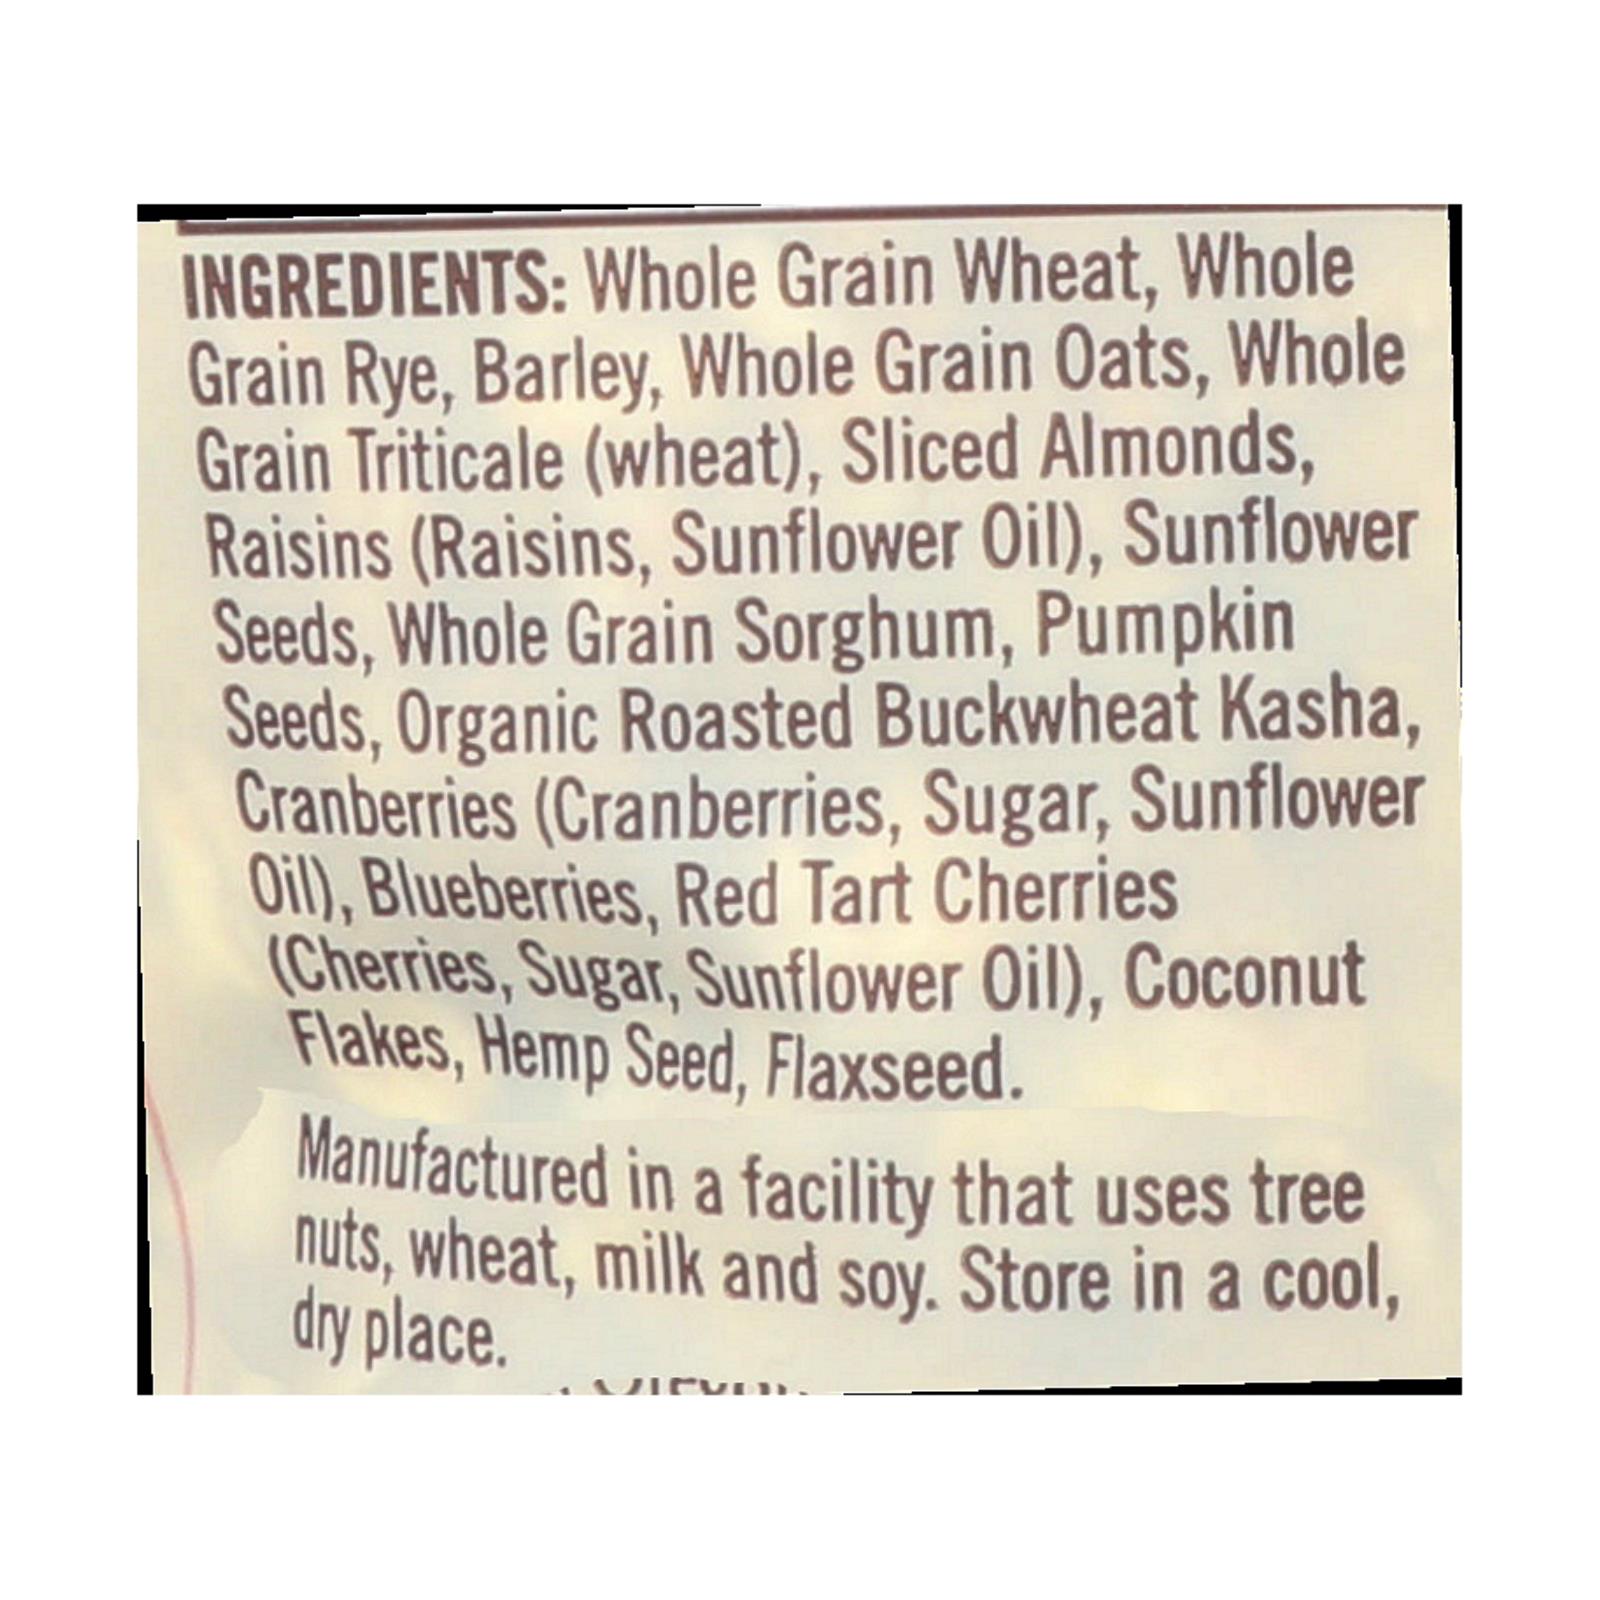 INGREDIENTS: Whole Grain Wheat, Whole
Grain Rye, Barley, Whole Grain Oats, Whole
Grain Triticale (wheat), Sliced Almonds,
Raisins (Raisins, Sunflower Oil), Sunflower
Seeds, Whole Grain Sorghum, Pumpkin
Seeds, Organic Roasted Buckwheat Kasha,
Cranberries (Cranberries, Sugar, Sunflower
Oil), Blueberries, Red Tart Cherries
(Cherries, Sugar, Sunflower Oil), Coconut
Flakes, Hemp Seed, Flaxseed.
Manufactured in a facility that uses tree
nuts, wheat, milk and soy. Store in a cool,
dry place.